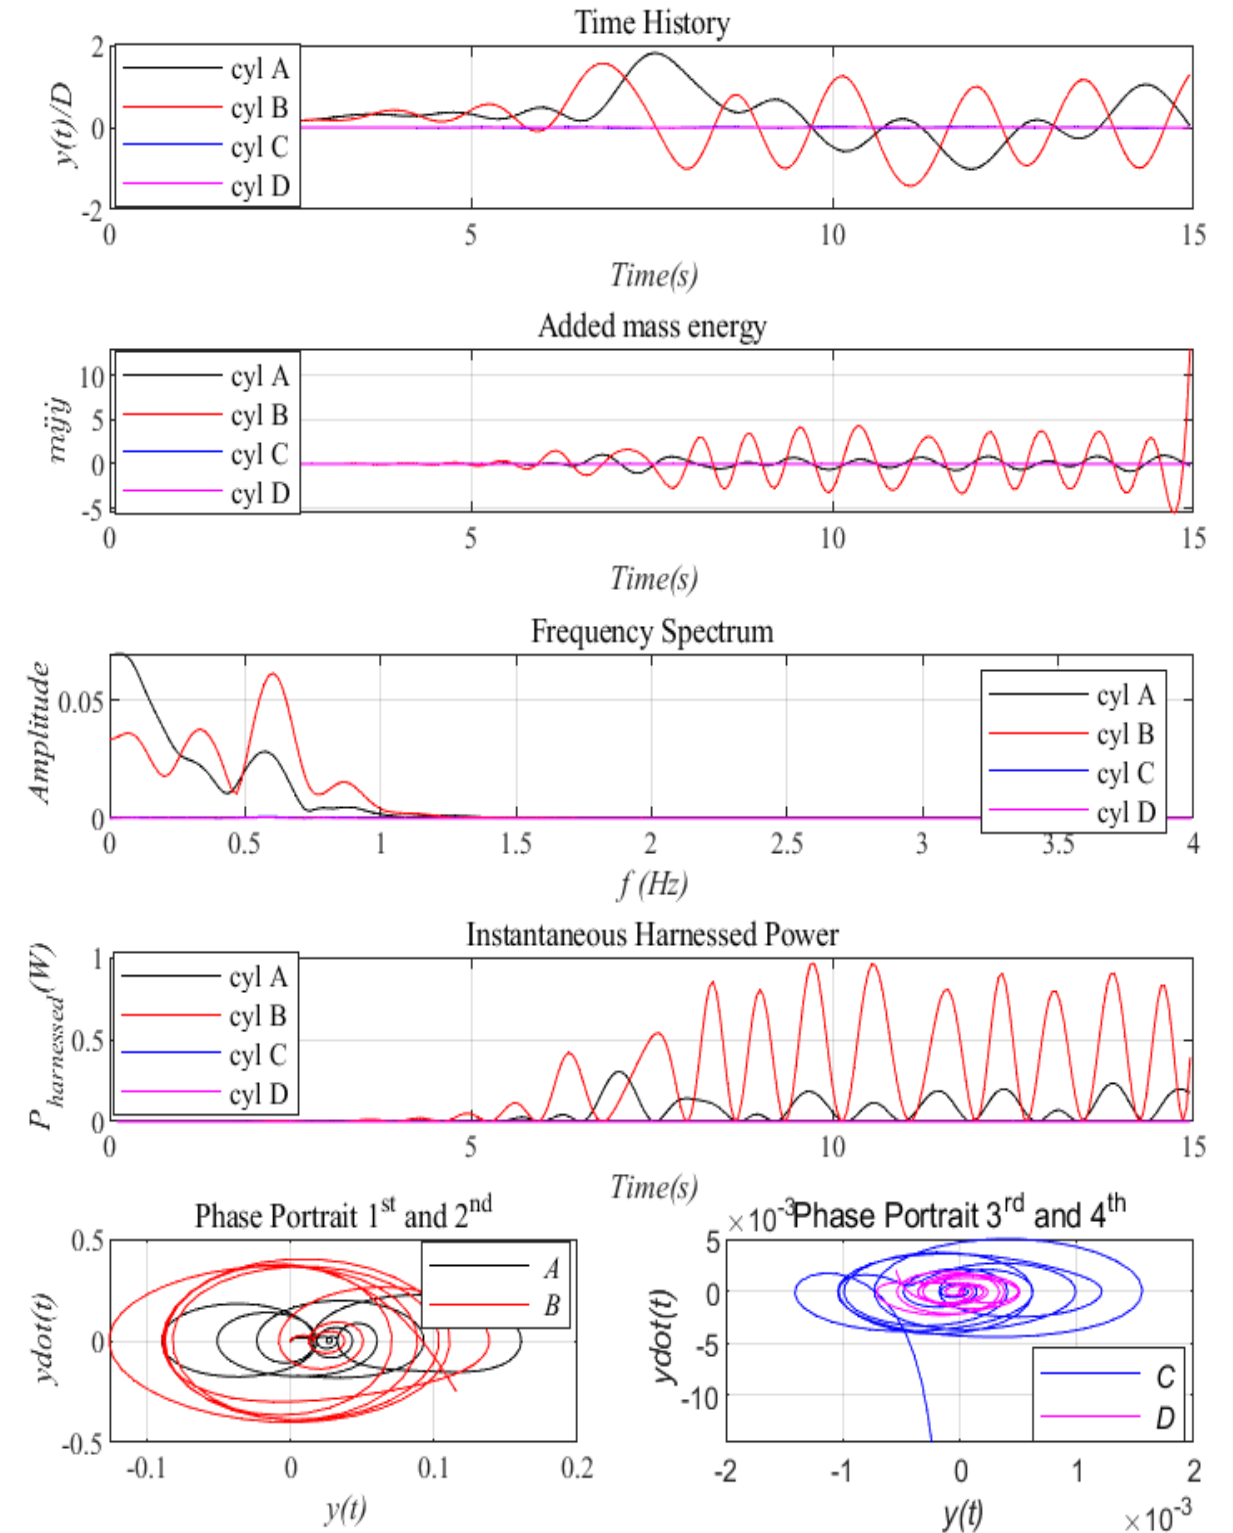 Time History
y(t)/D
2
0
-2
cyl A
cyl B
cyl C
cyl D
0 5 10 15
Time(s)
Added mass energy
mÿẏ
10
5
0
-5
cyl A
cyl B
cyl C
cyl D
0 5 10 15
Time(s)
Frequency Spectrum
Amplitude
0.05
0
cyl A
cyl B
cyl C
cyl D
0 0.5 1 1.5 2 2.5 3 3.5 4
f (Hz)
Instantaneous Harnessed Power
P harnessed (W)
1
0.5
0
cyl A
cyl B
cyl C
cyl D
0 5 10 15
Time(s)
Phase Portrait 1st and 2nd
ydot(t)
0.5
0
-0.5
A
B
-0.1 0 0.1 0.2
y(t)
×10-3
Phase Portrait 3rd and 4th
ydot(t)
5
0
-5
-10
C
D
-2 -1 0 1 2
y(t)
×10-3